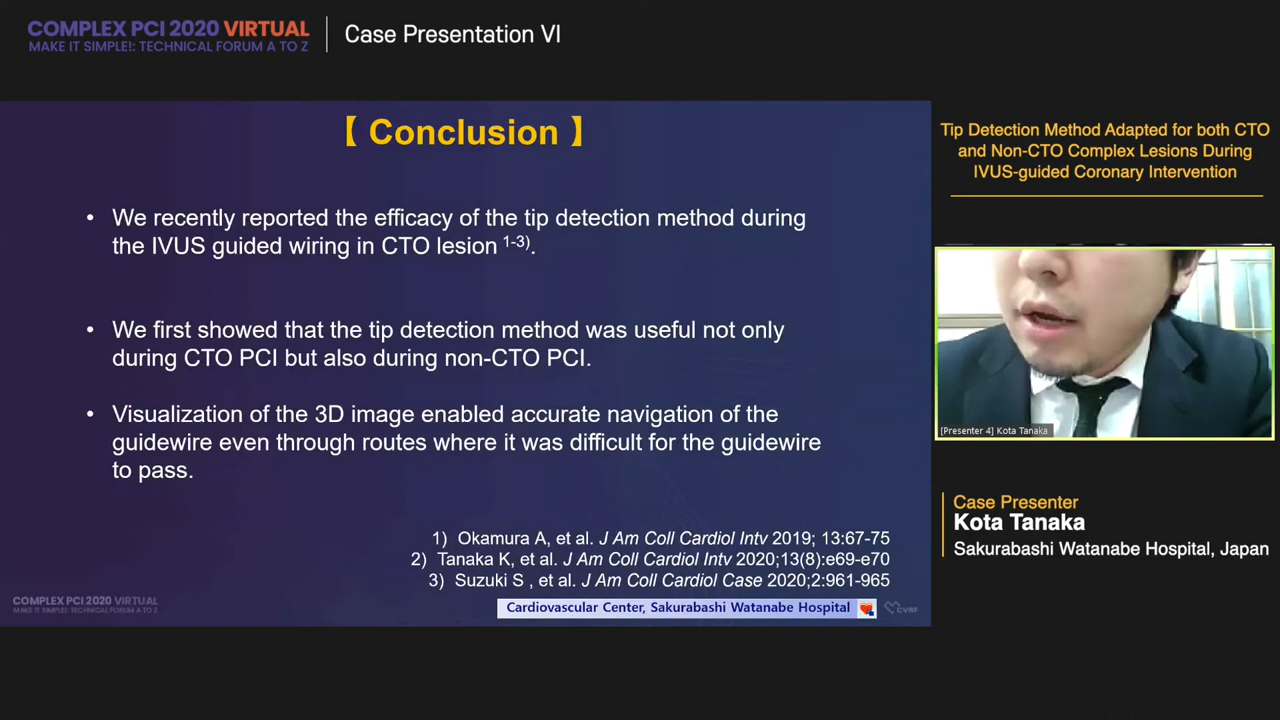 COMPLEX PCI 2020 VIRTUAL
MAKE IT SIMPLE!: TECHNICAL FORUM A TO Z
Case Presentation VI
【 Conclusion 】
• We recently reported the efficacy of the tip detection method during
the IVUS guided wiring in CTO lesion 1-3).
• We first showed that the tip detection method was useful not only
during CTO PCI but also during non-CTO PCI.
• Visualization of the 3D image enabled accurate navigation of the
guidewire even through routes where it was difficult for the guidewire
to pass.
1) Okamura A, et al. J Am Coll Cardiol Intv 2019; 13:67-75
2) Tanaka K, et al. J Am Coll Cardiol Intv 2020;13(8):e69-e70
3) Suzuki S , et al. J Am Coll Cardiol Case 2020;2:961-965
Cardiovascular Center, Sakurabashi Watanabe Hospital
COMPLEX PCI 2020 VIRTUAL
MAKE IT SIMPLE!: TECHNICAL FORUM A TO Z
CVRF
Tip Detection Method Adapted for both CTO
and Non-CTO Complex Lesions During
IVUS-guided Coronary Intervention
[Presenter 4] Kota Tanaka
Case Presenter
Kota Tanaka
Sakurabashi Watanabe Hospital, Japan